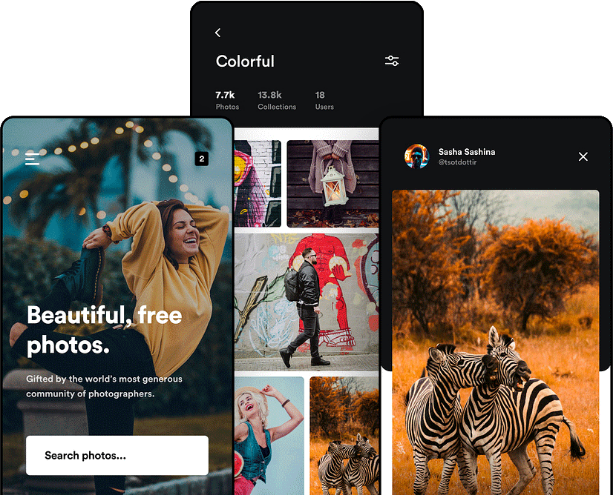 Colorful
7.7k 13.8k 18
Photos Collections Users
2
Beautiful, free
photos.
Gifted by the world's most generous
community of photographers.
Search photos...
Sasha Sashina
@tsotdottir